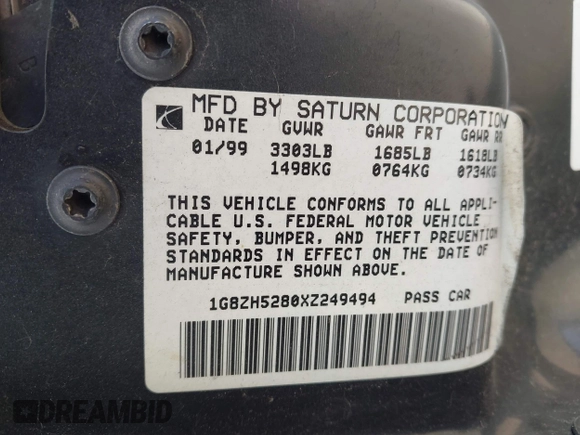 MFD BY SATURN CORPORATION
DATE GVWR GAWR FRT GAWR RR
01/99 3303LB 1685LB 1618LB
1498KG 0764KG 0734KG
THIS VEHICLE CONFORMS TO ALL APPLI-
CABLE U.S. FEDERAL MOTOR VEHICLE
SAFETY, BUMPER, AND THEFT PREVENTION
STANDARDS IN EFFECT ON THE DATE OF
MANUFACTURE SHOWN ABOVE.
1G8ZH5280XZ249494 PASS CAR
DREAMBID